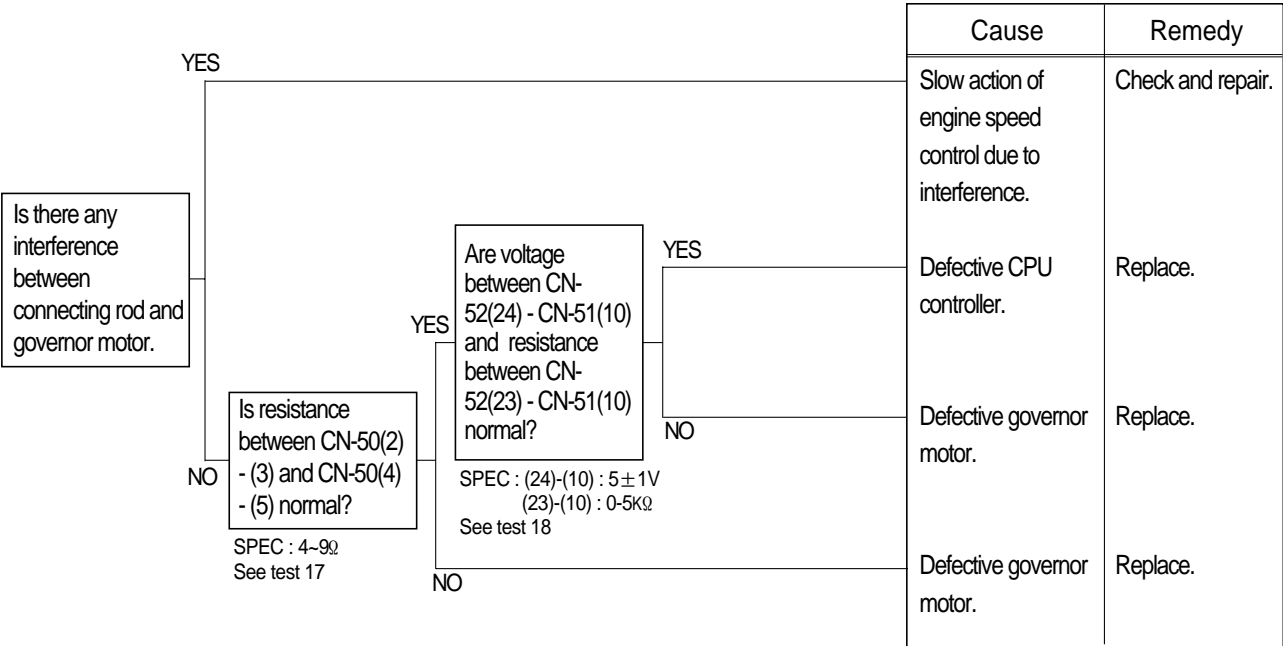 Cause
Remedy
YES
Slow action of
engine speed
control due to
interference.
Check and repair.
Is there any
interference
between
connecting rod and
governor motor.
NO
Is resistance
between CN-50(2)
- (3) and CN-50(4)
- (5) normal?
SPEC : 4~9Ω
See test 17
YES
Are voltage
between CN-
52(24) - CN-51(10)
and resistance
between CN-
52(23) - CN-51(10)
normal?
SPEC : (24)-(10) : 5±1V
(23)-(10) : 0-5KΩ
See test 18
YES
Defective CPU
controller.
Replace.
NO
Defective governor
motor.
Replace.
NO
Defective governor
motor.
Replace.